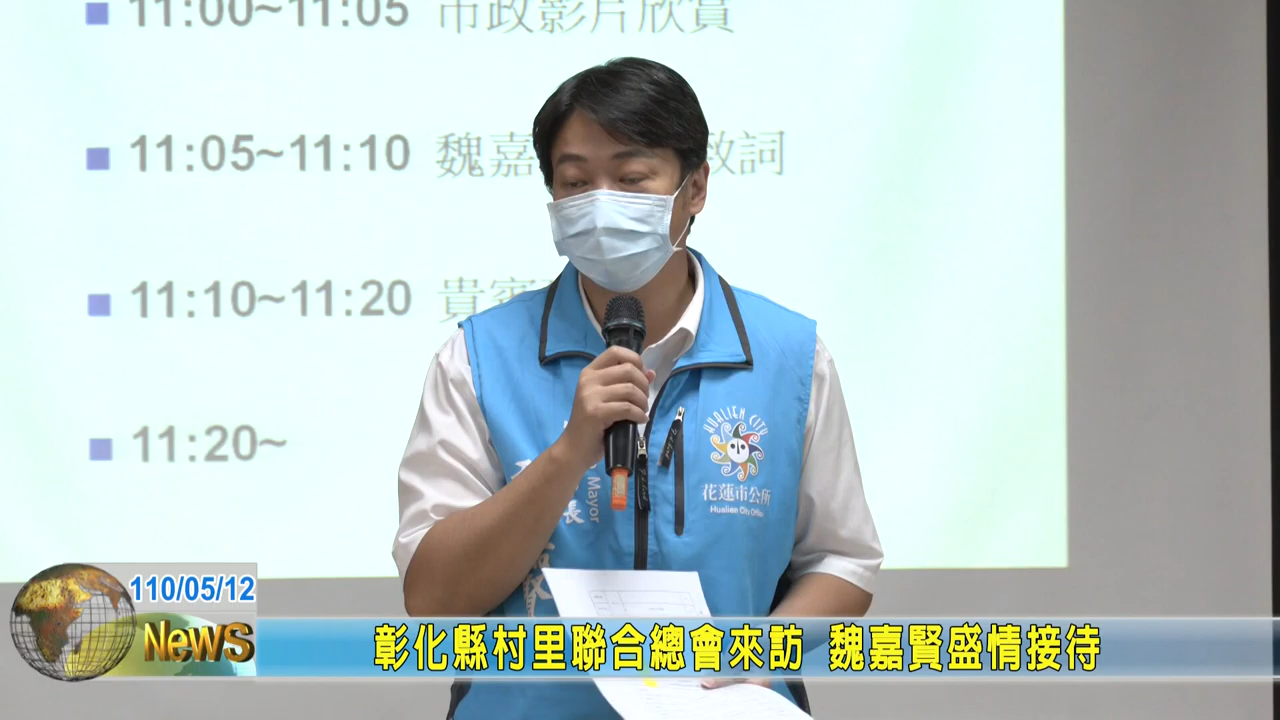 11:00~11:05 市政影片欣賞
11:05~11:10 魏嘉 致詞
11:10~11:20 貴賓
11:20~
HUALIEN CITY
花蓮市公所
Hualien City Office
Mayor
長
110/05/12
NewS
彰化縣村里聯合總會來訪 魏嘉賢盛情接待